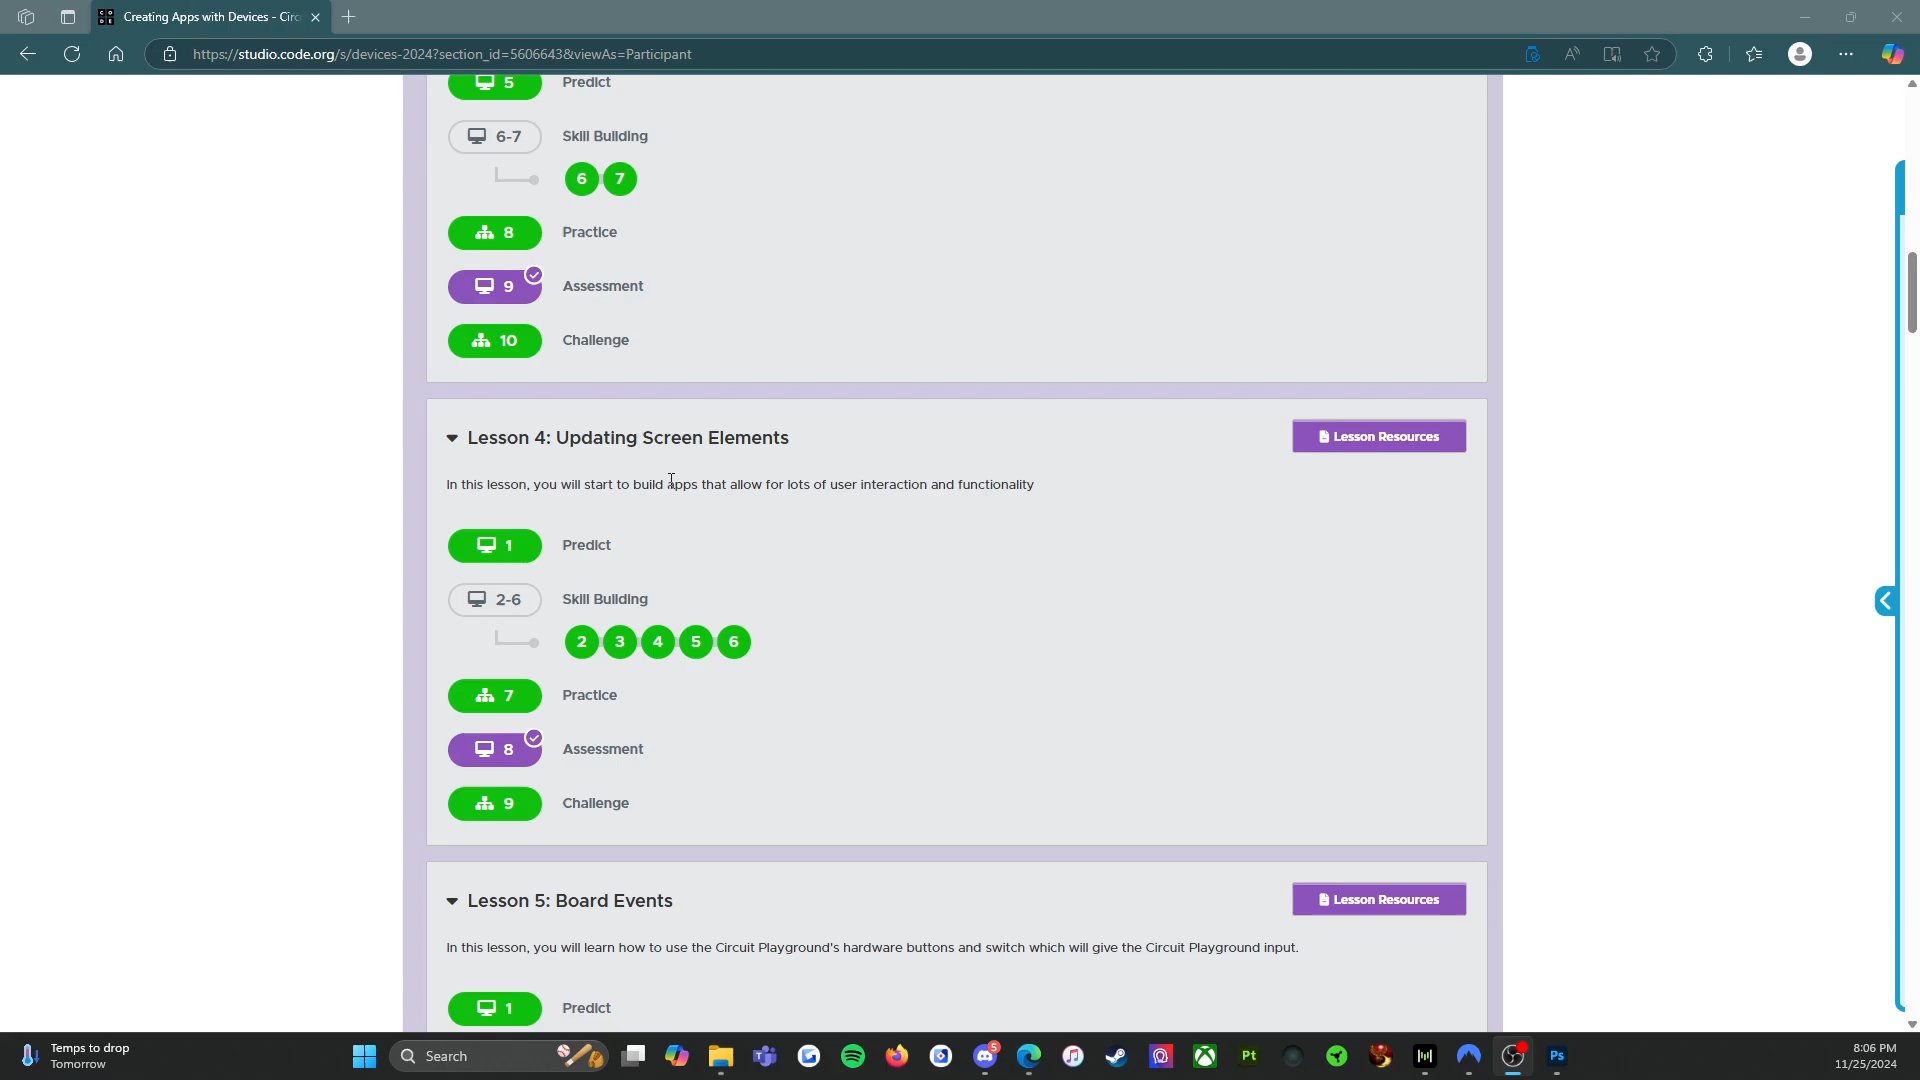 Creating Apps with Devices - Circ
https://studio.code.org/s/devices-2024?section_id=5606643&viewAs=Participant
5 Predict
6-7 Skill Building
6 7
8 Practice
9 Assessment
10 Challenge
Lesson 4: Updating Screen Elements
Lesson Resources
In this lesson, you will start to build apps that allow for lots of user interaction and functionality
1 Predict
2-6 Skill Building
2 3 4 5 6
7 Practice
8 Assessment
9 Challenge
Lesson 5: Board Events
Lesson Resources
In this lesson, you will learn how to use the Circuit Playground's hardware buttons and switch which will give the Circuit Playground input.
1 Predict
Temps to drop
Tomorrow
Search
5
Pt
Ps
8:06 PM
11/25/2024